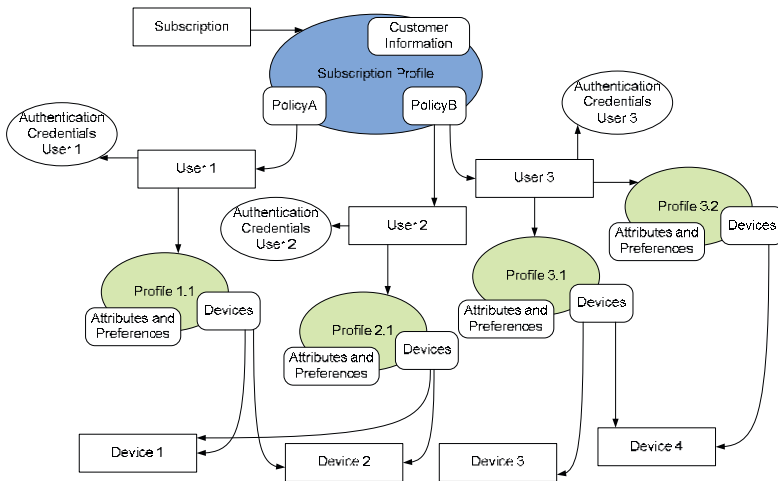 Subscription
Customer
Information
Subscription Profile
PolicyA
PolicyB
Authentication
Credentials
User 3
Authentication
Credentials
User 1
User 1
User 3
Profile 3.2
Devices
Attributes and
Preferences
Authentication
Credentials
User 2
User 2
Profile 1.1
Devices
Attributes and
Preferences
Profile 3.1
Devices
Attributes and
Preferences
Profile 2.1
Devices
Attributes and
Preferences
Device 1
Device 2
Device 3
Device 4